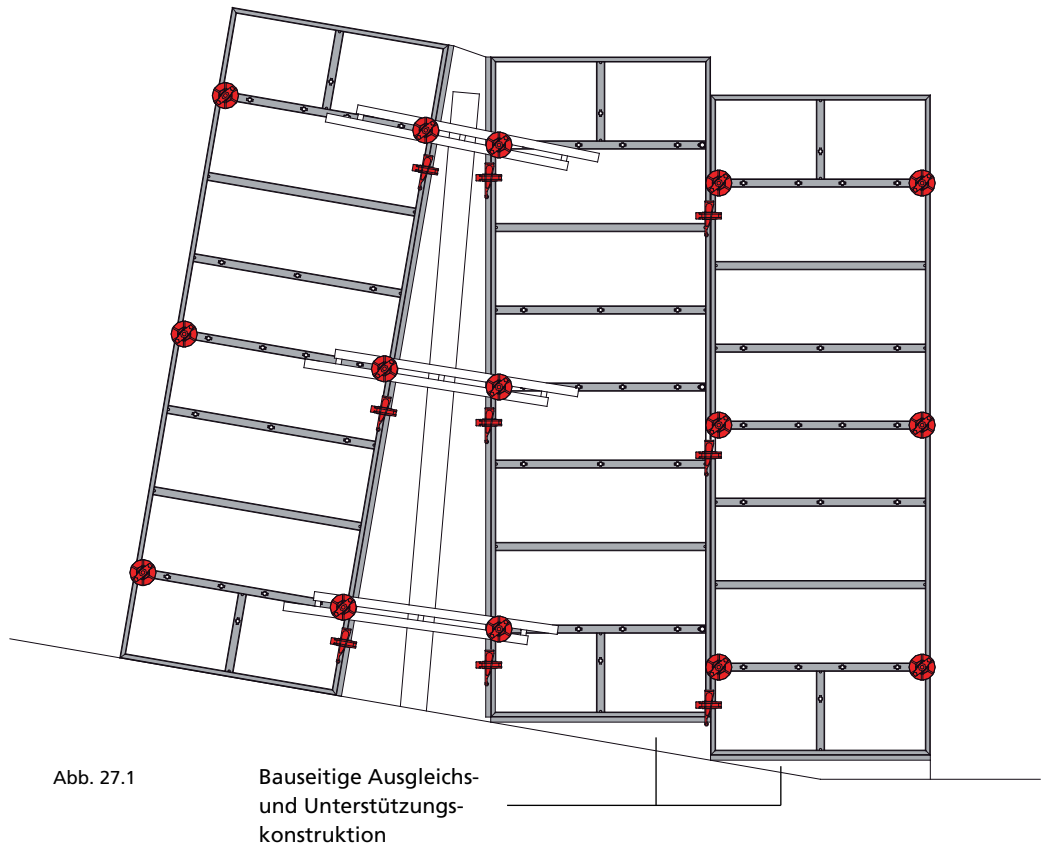 Abb. 27.1
Bauseitige Ausgleichs-
und Unterstützungs-
konstruktion